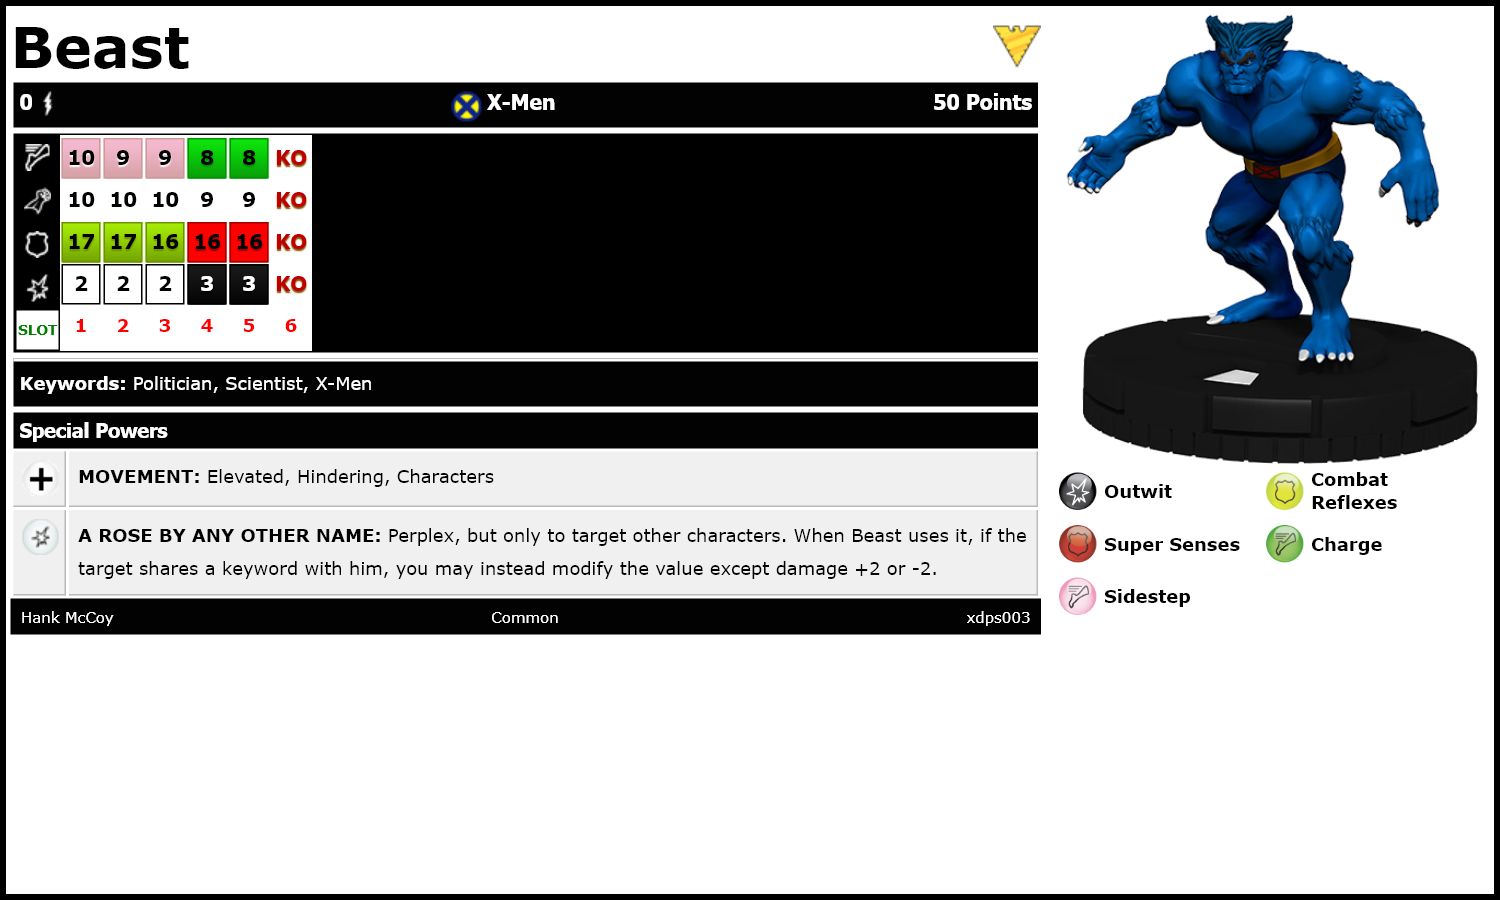 Beast
0 X-Men 50 Points
10 9 9 8 8 KO
10 10 10 9 9 KO
17 17 16 16 16 KO
2 2 2 3 3 KO
SLOT 1 2 3 4 5 6
Keywords: Politician, Scientist, X-Men
Special Powers
MOVEMENT: Elevated, Hindering, Characters
A ROSE BY ANY OTHER NAME: Perplex, but only to target other characters. When Beast uses it, if the
target shares a keyword with him, you may instead modify the value except damage +2 or -2.
Hank McCoy Common xdps003
Outwit
Combat
Reflexes
Super Senses
Charge
Sidestep